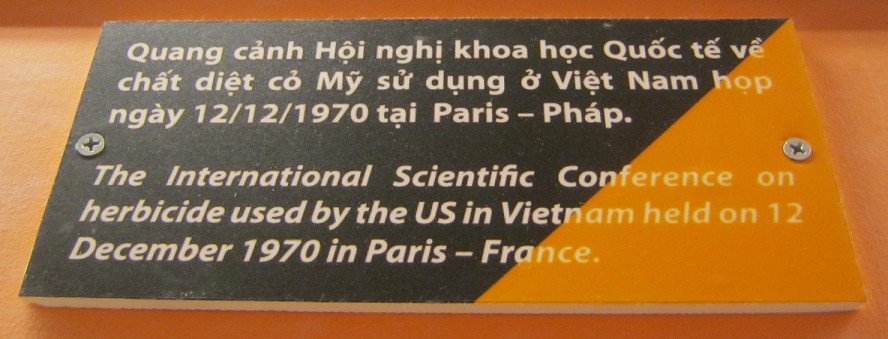 Quang cảnh Hội nghị khoa học Quốc tế về
chất diệt cỏ Mỹ sử dụng ở Việt Nam họp
ngày 12/12/1970 tại Paris – Pháp.
The International Scientific Conference on
herbicide used by the US in Vietnam held on 12
December 1970 in Paris – France.